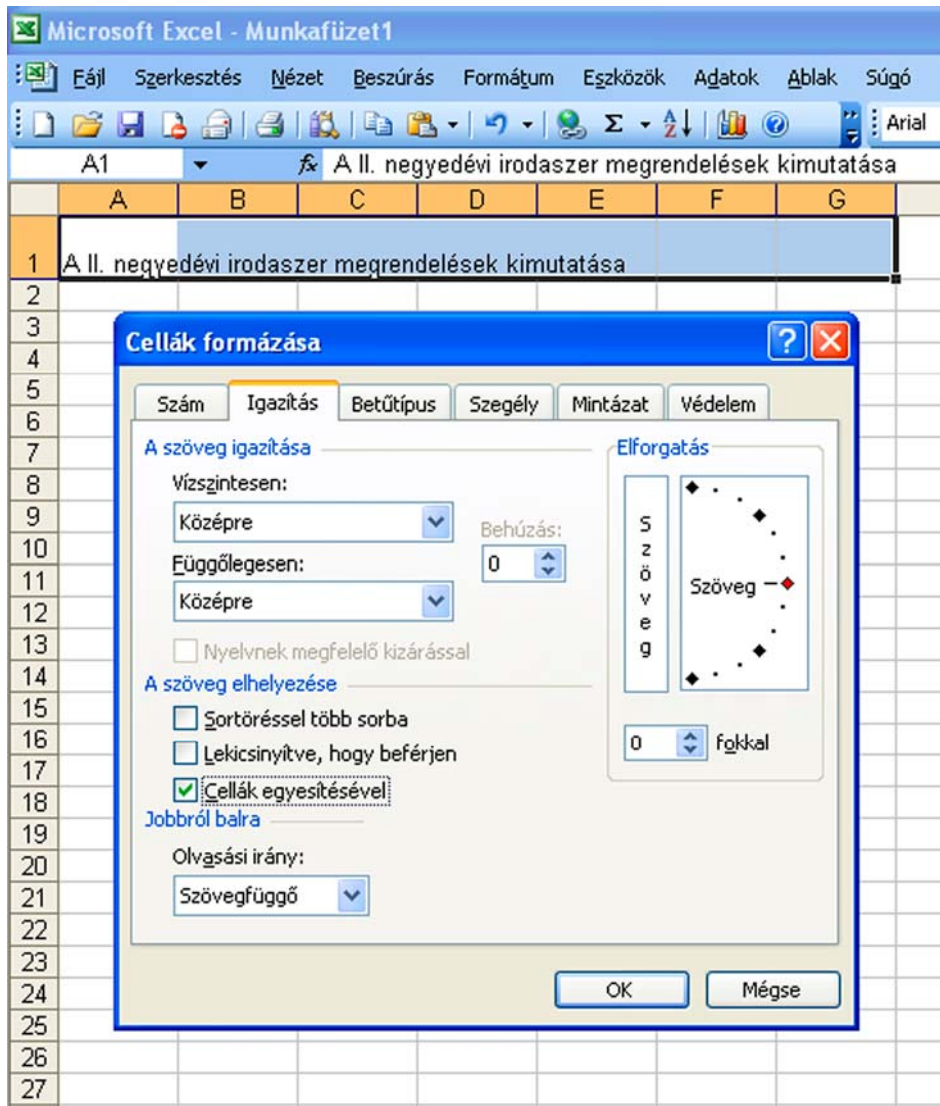 Microsoft Excel - Munkafüzet1
Fájl Szerkesztés Nézet Beszúrás Formátum Eszközök Adatok Ablak Súgó
Σ A Z Arial
A1 fx A II. negyedévi irodaszer megrendelések kimutatása
A B C D E F G
1 A II. negyedévi irodaszer megrendelések kimutatása
2
3
Cellák formázása
4
5
Szám Igazítás Betűtípus Szegély Mintázat Védelem
6
7
A szöveg igazítása Elforgatás
8
Vízszintesen:
9
Középre Behúzás:
10
Függőlegesen: 0
11
Szöveg Szöveg
12
Középre
13
Nyelvnek megfelelő kizárással
14
A szöveg elhelyezése
15
Sortöréssel több sorba
16
0 fokkal
Lekicsinyítve, hogy beférjen
17
18
Cellák egyesítésével
Jobbról balra
19
20
Olvasási irány:
21
Szövegfüggő
22
23
24
OK Mégse
25
26
27